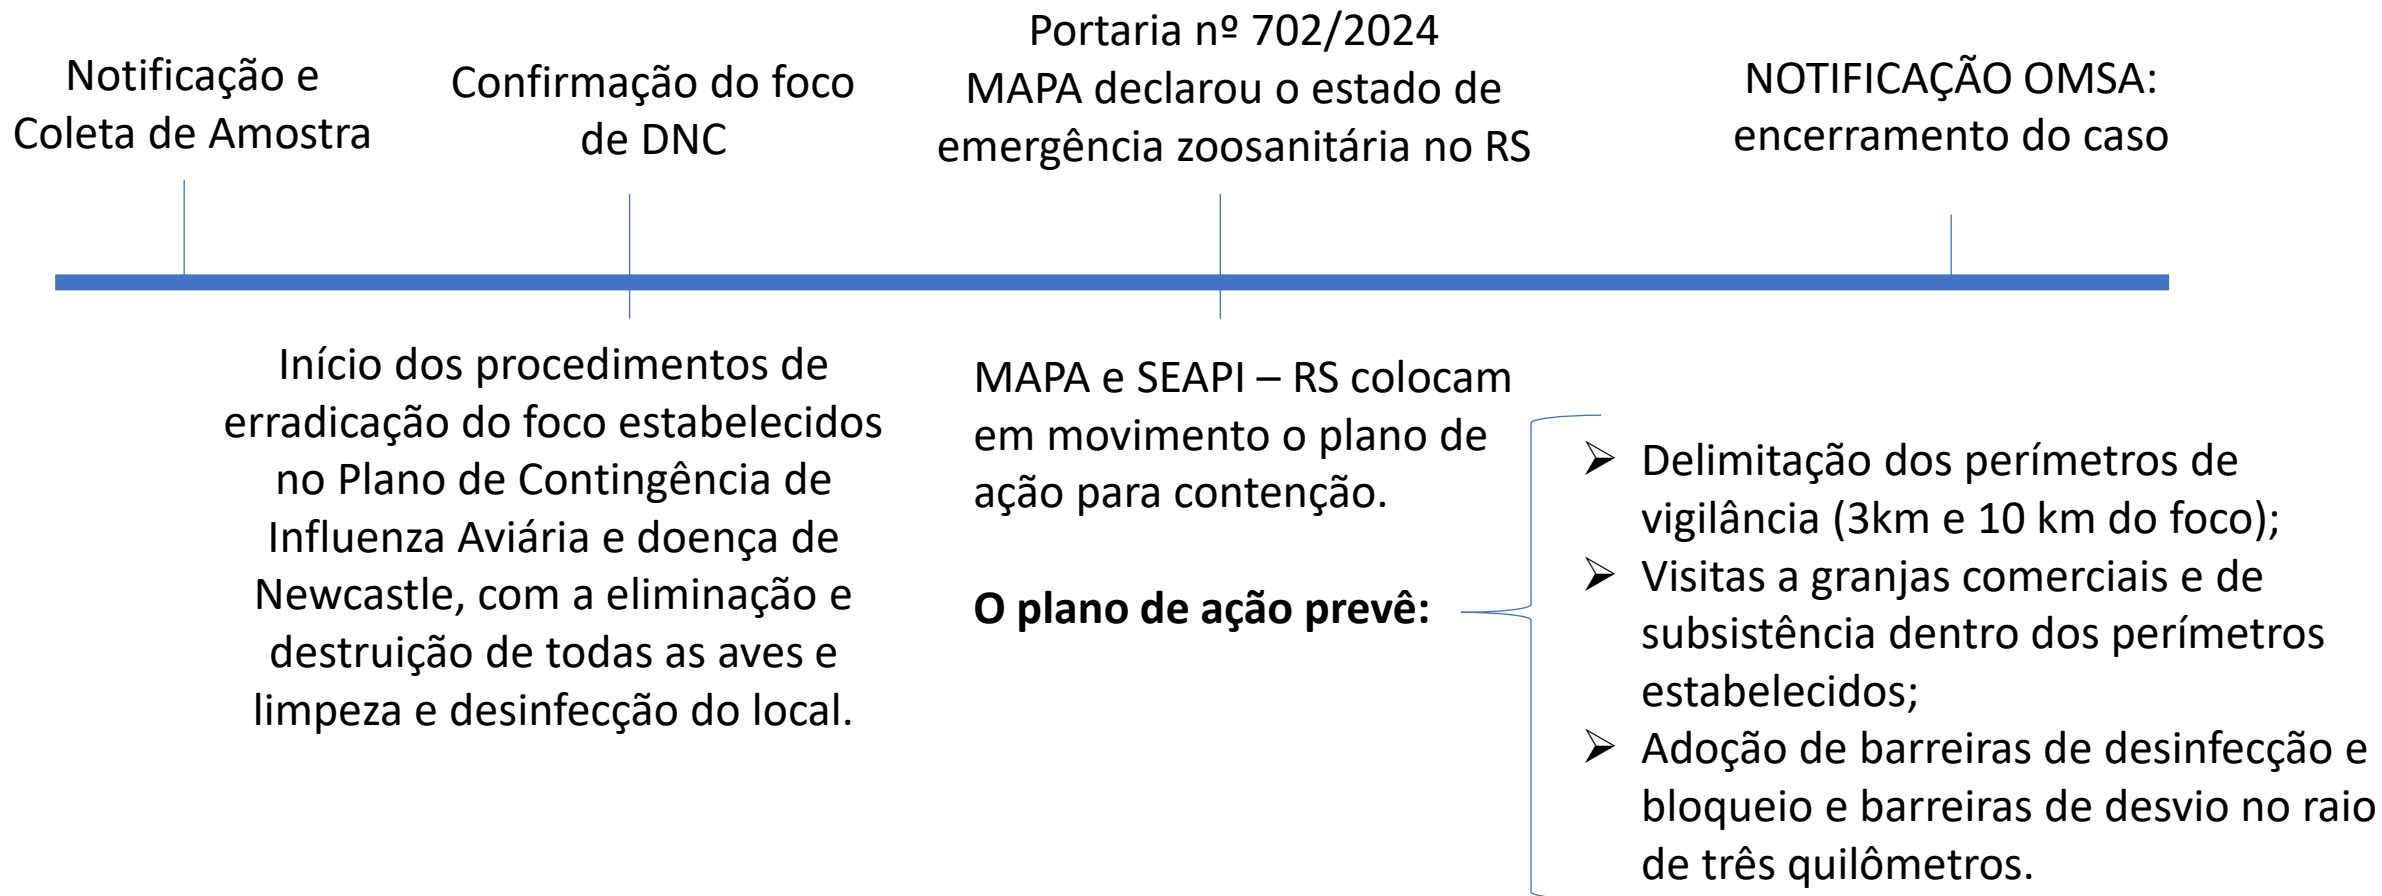 Notificação e
Coleta de Amostra
Confirmação do foco
de DNC
Portaria nº 702/2024
MAPA declarou o estado de
emergência zoosanitária no RS
NOTIFICAÇÃO OMSA:
encerramento do caso
Início dos procedimentos de
erradicação do foco estabelecidos
no Plano de Contingência de
Influenza Aviária e doença de
Newcastle, com a eliminação e
destruição de todas as aves e
limpeza e desinfecção do local.
MAPA e SEAPI – RS colocam
em movimento o plano de
ação para contenção.
O plano de ação prevê:
➢ Delimitação dos perímetros de
vigilância (3km e 10 km do foco);
➢ Visitas a granjas comerciais e de
subsistência dentro dos perímetros
estabelecidos;
➢ Adoção de barreiras de desinfecção e
bloqueio e barreiras de desvio no raio
de três quilômetros.